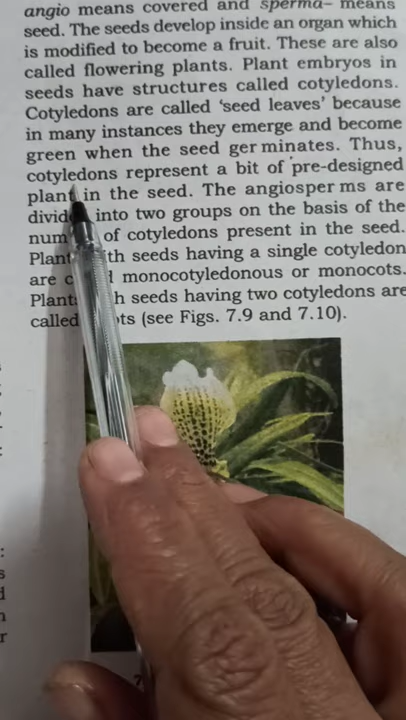 angio means covered and sperma– means
seed. The seeds develop inside an organ which
is modified to become a fruit. These are also
called flowering plants. Plant embryos in
seeds have structures called cotyledons.
Cotyledons are called ‘seed leaves’ because
in many instances they emerge and become
green when the seed ger minates. Thus,
cotyledons represent a bit of pre-designed
plant in the seed. The angiosper ms are
divid into two groups on the basis of the
num of cotyledons present in the seed.
Plant th seeds having a single cotyledon
are c d monocotyledonous or monocots.
Plants h seeds having two cotyledons are
called ots (see Figs. 7.9 and 7.10).